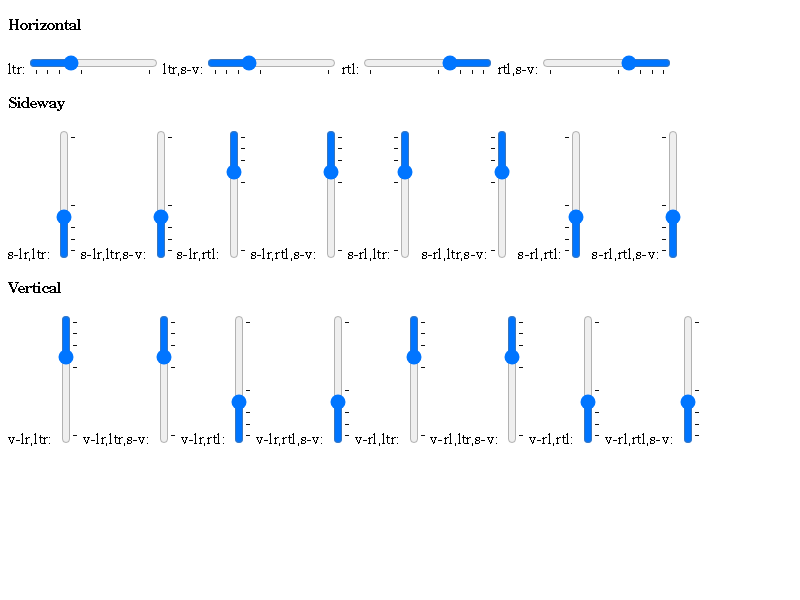 Horizontal
ltr: ltr,s-v: rtl: rtl,s-v:
Sideway
s-lr,ltr: s-lr,ltr,s-v: s-lr,rtl: s-lr,rtl,s-v: s-rl,ltr: s-rl,ltr,s-v: s-rl,rtl: s-rl,rtl,s-v:
Vertical
v-lr,ltr: v-lr,ltr,s-v: v-lr,rtl: v-lr,rtl,s-v: v-rl,ltr: v-rl,ltr,s-v: v-rl,rtl: v-rl,rtl,s-v: